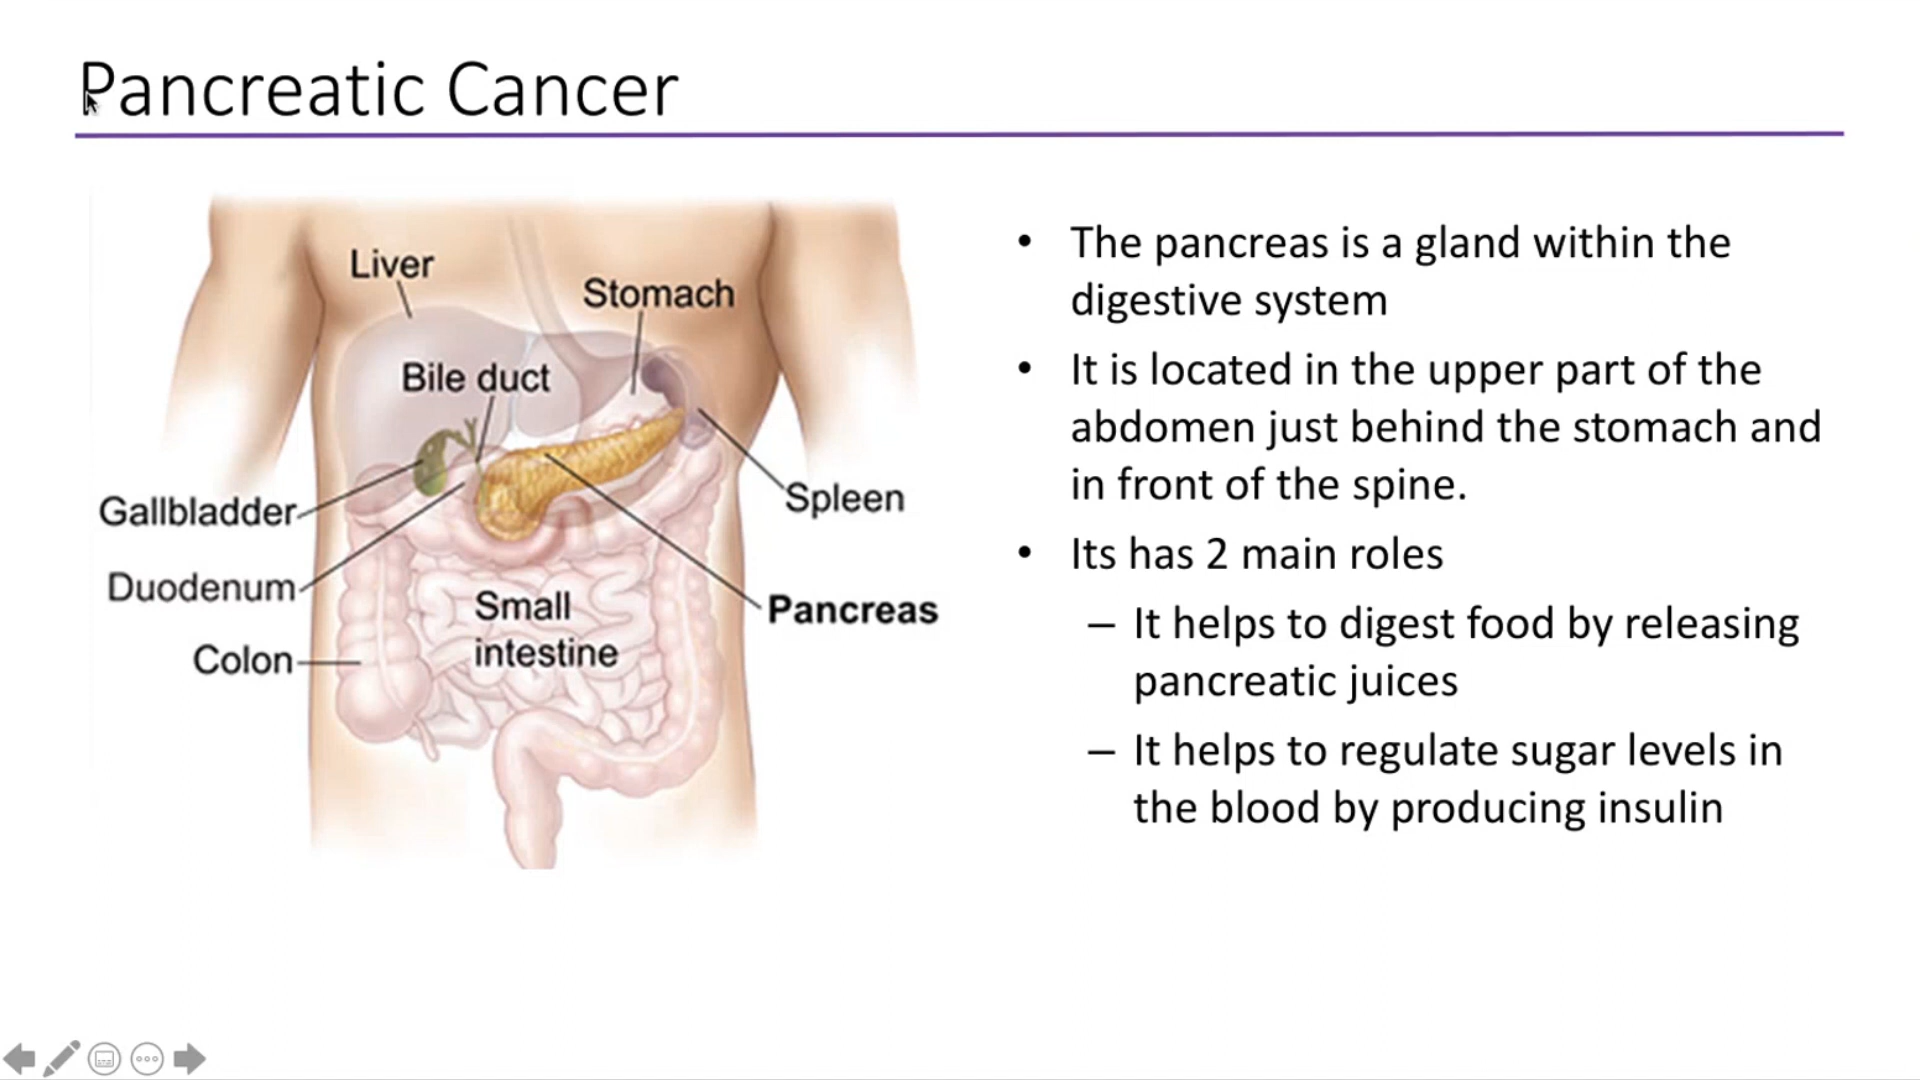 Pancreatic Cancer
Liver
Stomach
Bile duct
Gallbladder
Spleen
Duodenum
Small
intestine
Pancreas
Colon
• The pancreas is a gland within the
digestive system
• It is located in the upper part of the
abdomen just behind the stomach and
in front of the spine.
• Its has 2 main roles
– It helps to digest food by releasing
pancreatic juices
– It helps to regulate sugar levels in
the blood by producing insulin